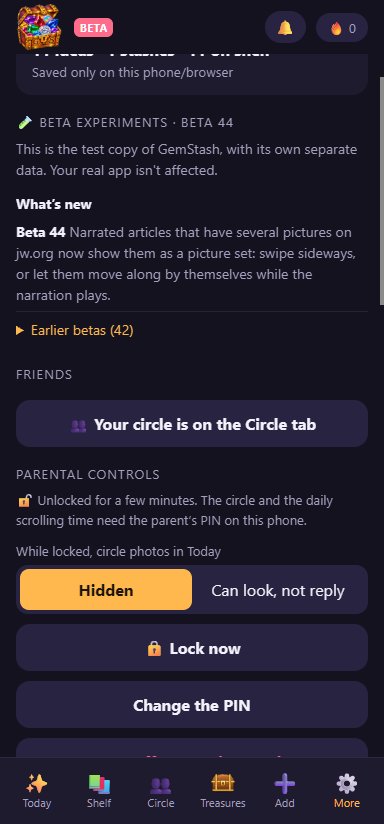 BETA
0
Saved only on this phone/browser
BETA EXPERIMENTS · BETA 44
This is the test copy of GemStash, with its own separate
data. Your real app isn't affected.
What's new
Beta 44 Narrated articles that have several pictures on
jw.org now show them as a picture set: swipe sideways,
or let them move along by themselves while the
narration plays.
Earlier betas (42)
FRIENDS
Your circle is on the Circle tab
PARENTAL CONTROLS
Unlocked for a few minutes. The circle and the daily
scrolling time need the parent's PIN on this phone.
While locked, circle photos in Today
Hidden
Can look, not reply
Lock now
Change the PIN
Today
Shelf
Circle
Treasures
Add
More